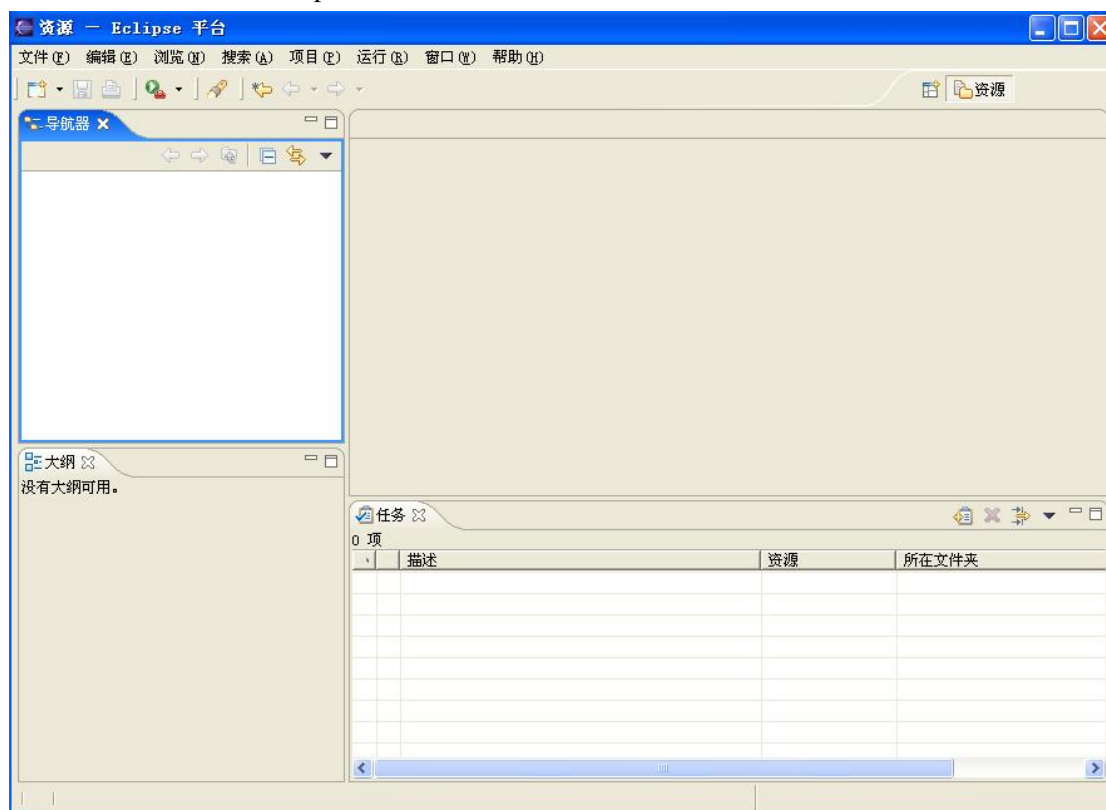 资源 — Eclipse 平台
文件(F) 编辑(E) 浏览(N) 搜索(A) 项目(P) 运行(R) 窗口(W) 帮助(H)
资源
导航器
大纲
没有大纲可用。
任务
0 项
描述 资源 所在文件夹